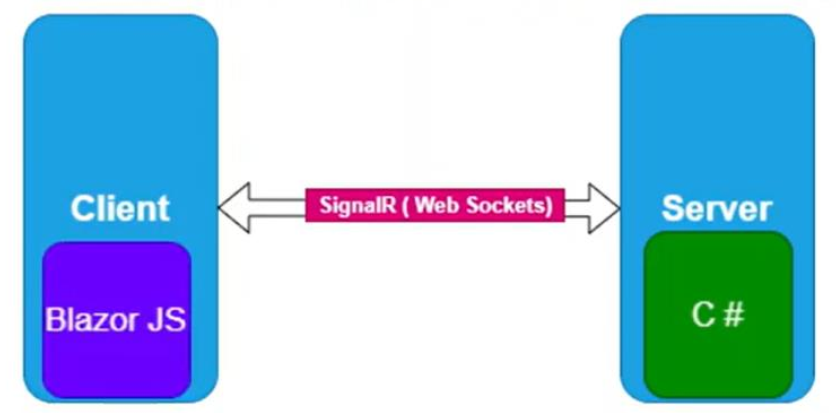 Client
SignalR ( Web Sockets)
Server
Blazor JS
C #